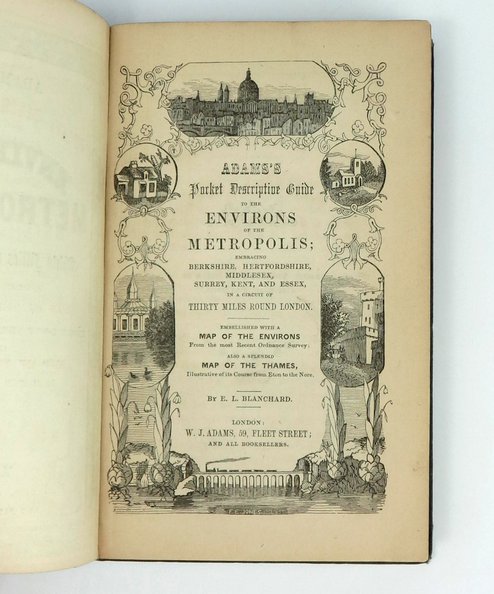 ADAMS'S
Pocket Descriptive Guide
TO THE
ENVIRONS
OF THE
METROPOLIS;
EMBRACING
BERKSHIRE, HERTFORDSHIRE,
MIDDLESEX,
SURREY, KENT, AND ESSEX,
IN A CIRCUIT OF
THIRTY MILES ROUND LONDON.
EMBELLISHED WITH A
MAP OF THE ENVIRONS
From the most Recent Ordnance Survey:
ALSO A SPLENDID
MAP OF THE THAMES,
Illustrative of its Course from Eton to the Nore.
BY E. L. BLANCHARD.
LONDON:
W. J. ADAMS, 59, FLEET STREET;
AND ALL BOOKSELLERS.